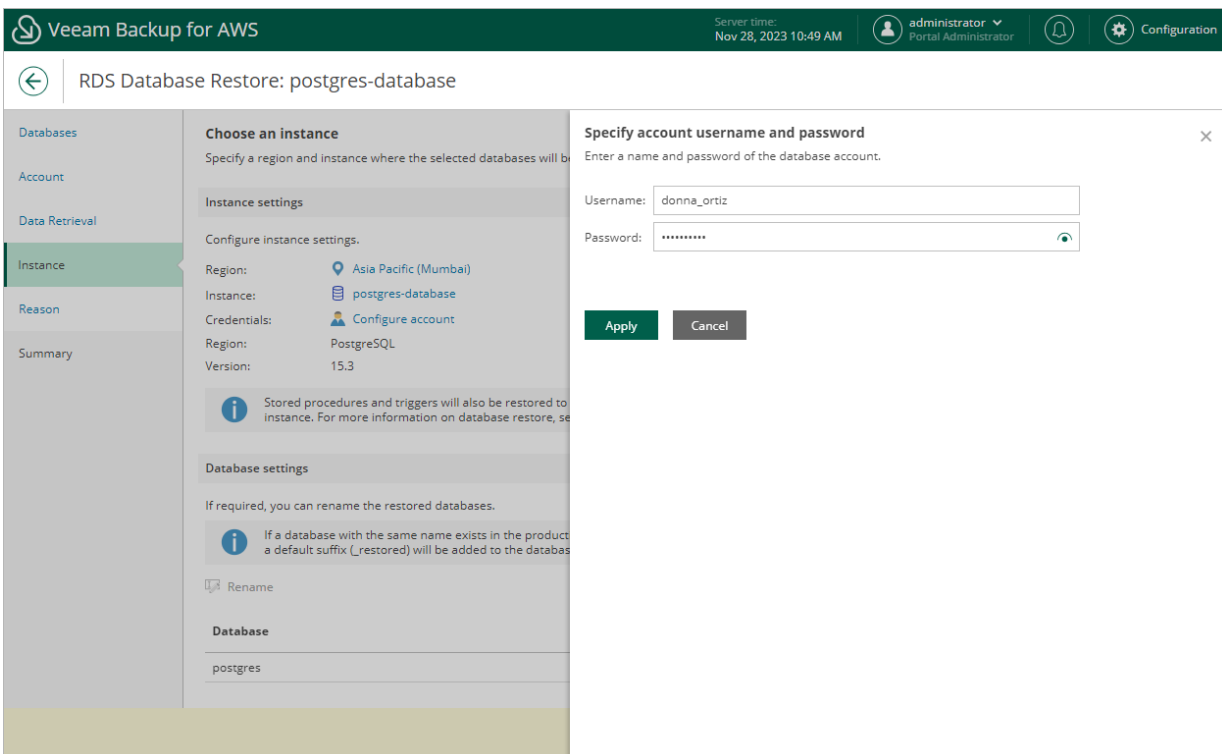 Veeam Backup for AWS
Server time:
Nov 28, 2023 10:49 AM
administrator
Portal Administrator
Configuration
RDS Database Restore: postgres-database
Databases
Account
Data Retrieval
Instance
Reason
Summary
Choose an instance
Specify a region and instance where the selected databases will b
Instance settings
Configure instance settings.
Region: Asia Pacific (Mumbai)
Instance: postgres-database
Credentials: Configure account
Region: PostgreSQL
Version: 15.3
Stored procedures and triggers will also be restored to
instance. For more information on database restore, se
Database settings
If required, you can rename the restored databases.
If a database with the same name exists in the product
a default suffix (_restored) will be added to the databas
Rename
Database
postgres
Specify account username and password
Enter a name and password of the database account.
Username: donna_ortiz
Password: ••••••••••
Apply Cancel